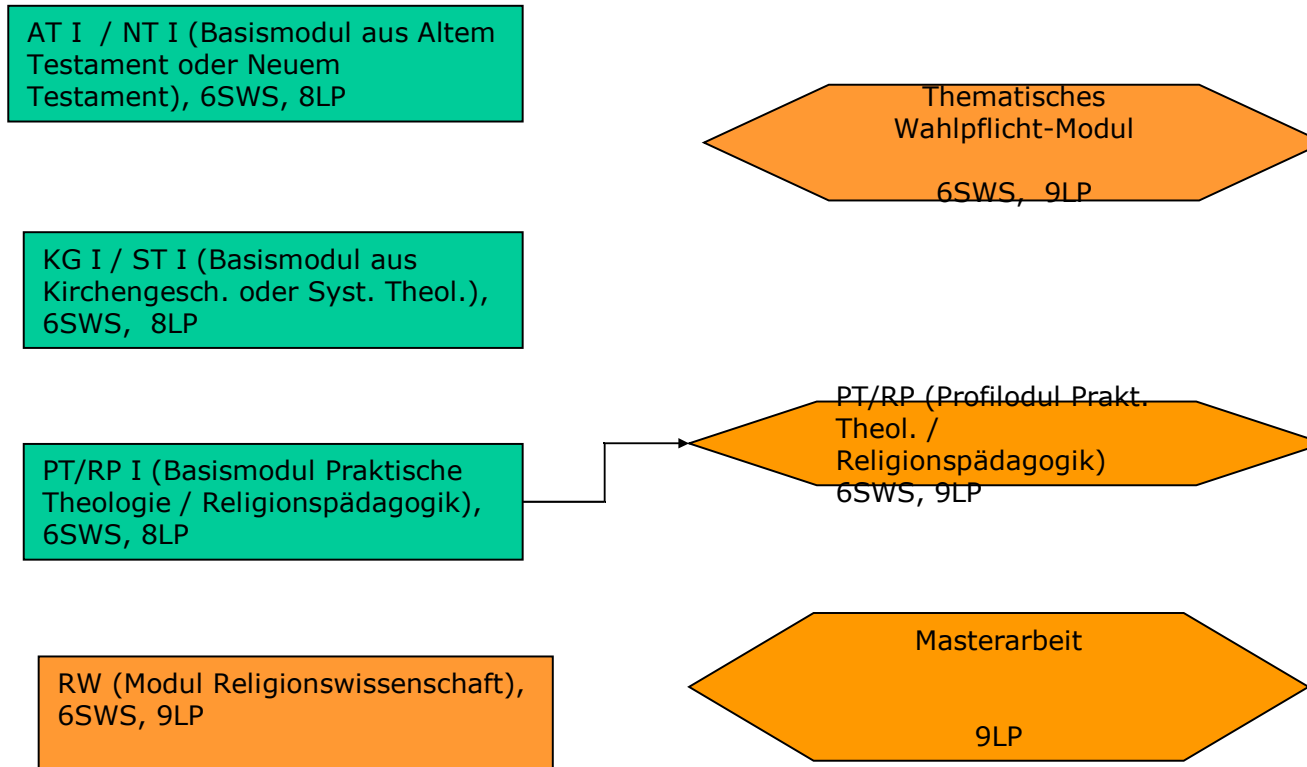 AT I / NT I (Basismodul aus Altem
Testament oder Neuem
Testament), 6SWS, 8LP
Thematisches
Wahlpflicht-Modul
6SWS, 9LP
KG I / ST I (Basismodul aus
Kirchengesch. oder Syst. Theol.),
6SWS, 8LP
PT/RP (Profilodul Prakt.
Theol. /
Religionspädagogik)
6SWS, 9LP
PT/RP I (Basismodul Praktische
Theologie / Religionspädagogik),
6SWS, 8LP
RW (Modul Religionswissenschaft),
6SWS, 9LP
Masterarbeit
9LP